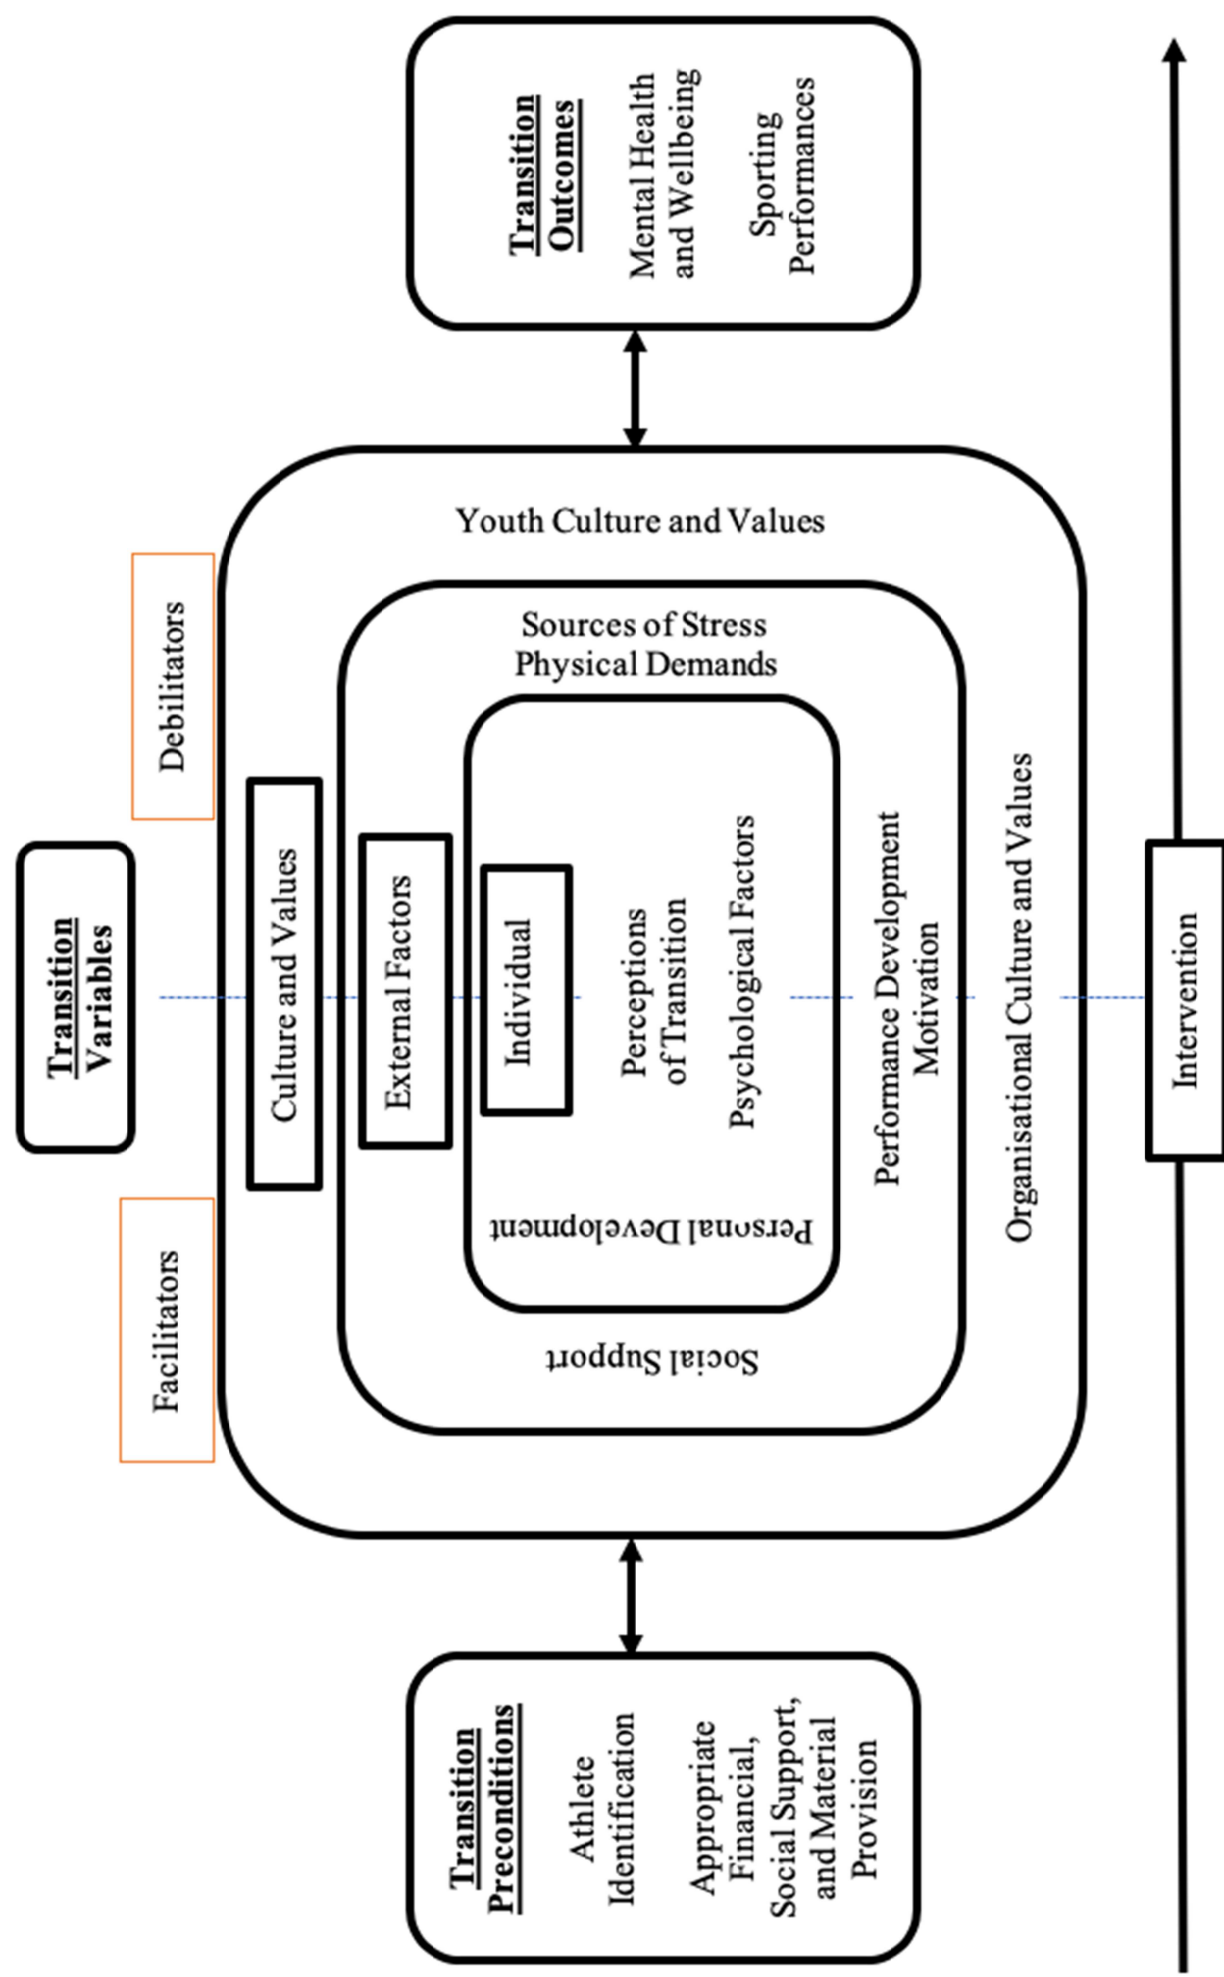 Transition
Variables
Facilitators
Debilitators
Transition
Preconditions
Athlete
Identification
Appropriate
Financial,
Social Support,
and Material
Provision
Culture and Values
External Factors
Individual
Social Support
Personal Development
Perceptions
of Transition
Psychological Factors
Performance Development
Motivation
Organisational Culture and Values
Sources of Stress
Physical Demands
Youth Culture and Values
Transition
Outcomes
Mental Health
and Wellbeing
Sporting
Performances
Intervention